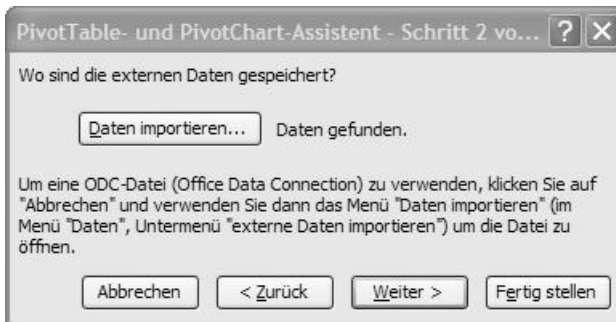 PivotTable- und PivotChart-Assistent - Schritt 2 vo... ? X
Wo sind die externen Daten gespeichert?
Daten importieren... Daten gefunden.
Um eine ODC-Datei (Office Data Connection) zu verwenden, klicken Sie auf
"Abbrechen" und verwenden Sie dann das Menü "Daten importieren" (im
Menü "Daten", Untermenü "externe Daten importieren") um die Datei zu
öffnen.
Abbrechen < Zurück Weiter > Fertig stellen